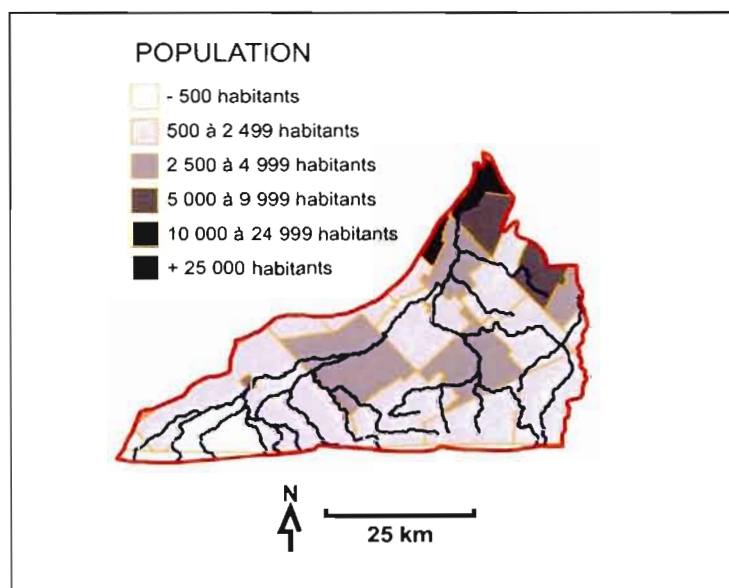 POPULATION
- 500 habitants
500 à 2 499 habitants
2 500 à 4 999 habitants
5 000 à 9 999 habitants
10 000 à 24 999 habitants
+ 25 000 habitants
N
25 km